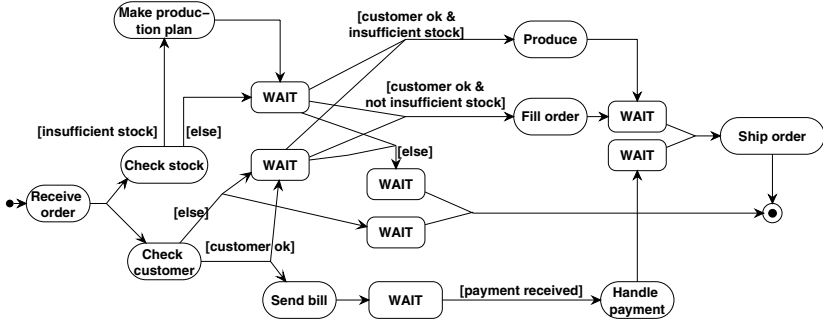 Make produc-
tion plan
[customer ok &
insufficient stock]
Produce
WAIT
[customer ok &
not insufficient stock]
[insufficient stock]
[else]
Fill order
WAIT
Ship order
Check stock
WAIT
[else]
WAIT
WAIT
Receive
order
[else]
WAIT
Check
customer
[customer ok]
Send bill
WAIT
[payment received]
Handle
payment